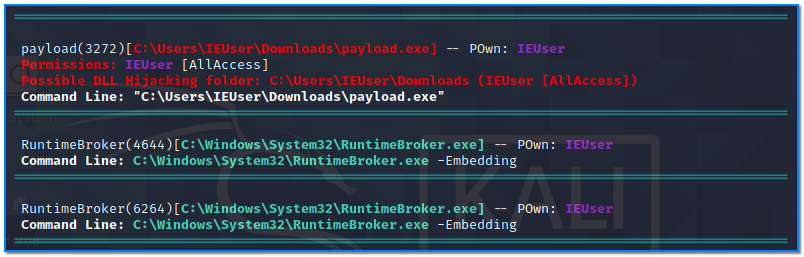 payload(3272)[C:\Users\IEUser\Downloads\payload.exe] -- POwn: IEUser
Permissions: IEUser [AllAccess]
Possible DLL Hijacking folder: C:\Users\IEUser\Downloads (IEUser [AllAccess])
Command Line: "C:\Users\IEUser\Downloads\payload.exe"
RuntimeBroker(4644)[C:\Windows\System32\RuntimeBroker.exe] -- POwn: IEUser
Command Line: C:\Windows\System32\RuntimeBroker.exe -Embedding
RuntimeBroker(6264)[C:\Windows\System32\RuntimeBroker.exe] -- POwn: IEUser
Command Line: C:\Windows\System32\RuntimeBroker.exe -Embedding
KALI